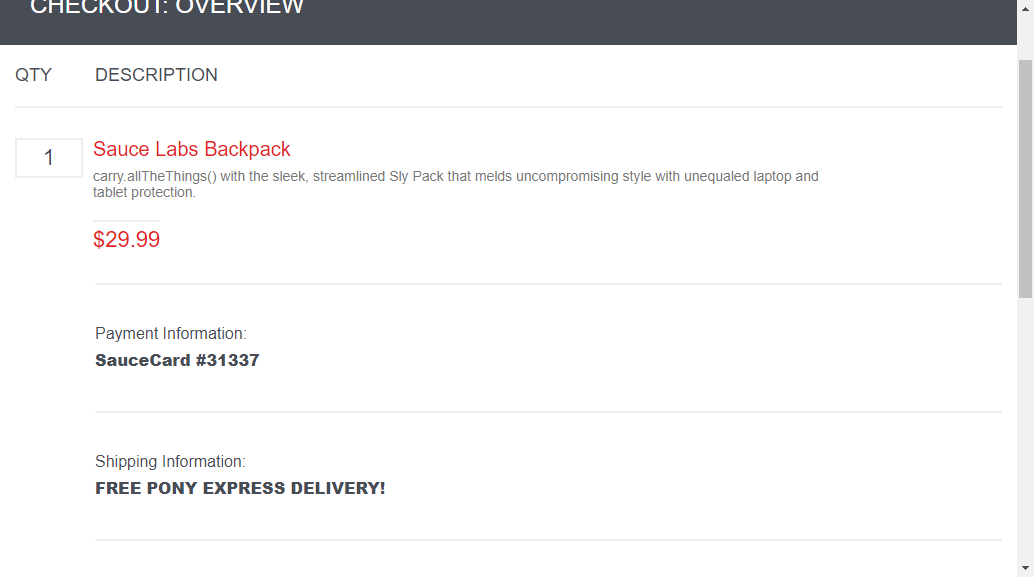 CHECKOUT: OVERVIEW
QTY DESCRIPTION
1 Sauce Labs Backpack
carry.allTheThings() with the sleek, streamlined Sly Pack that melds uncompromising style with unequaled laptop and
tablet protection.
$29.99
Payment Information:
SauceCard #31337
Shipping Information:
FREE PONY EXPRESS DELIVERY!